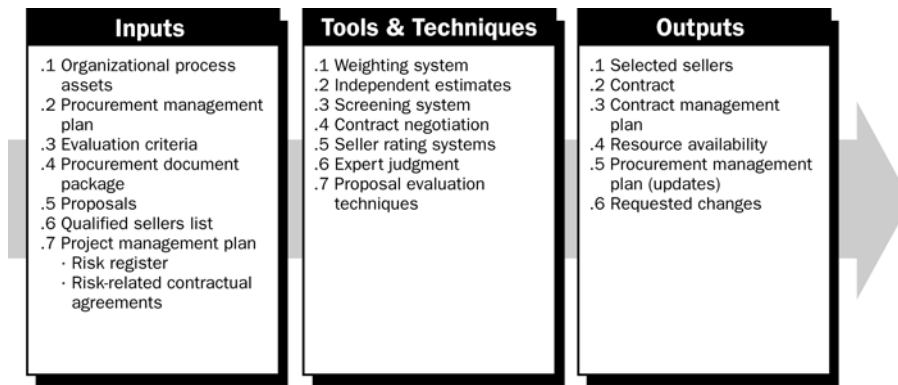 Inputs
.1 Organizational process
assets
.2 Procurement management
plan
.3 Evaluation criteria
.4 Procurement document
package
.5 Proposals
.6 Qualified sellers list
.7 Project management plan
· Risk register
· Risk-related contractual
agreements
Tools & Techniques
.1 Weighting system
.2 Independent estimates
.3 Screening system
.4 Contract negotiation
.5 Seller rating systems
.6 Expert judgment
.7 Proposal evaluation
techniques
Outputs
.1 Selected sellers
.2 Contract
.3 Contract management
plan
.4 Resource availability
.5 Procurement management
plan (updates)
.6 Requested changes